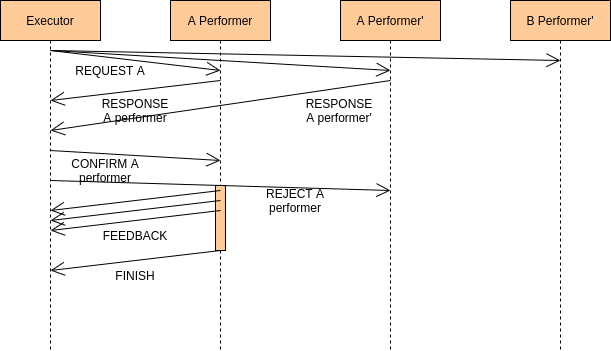 Executor
A Performer
A Performer'
B Performer'
REQUEST A
RESPONSE
A performer
RESPONSE
A performer'
CONFIRM A
performer
REJECT A
performer
FEEDBACK
FINISH